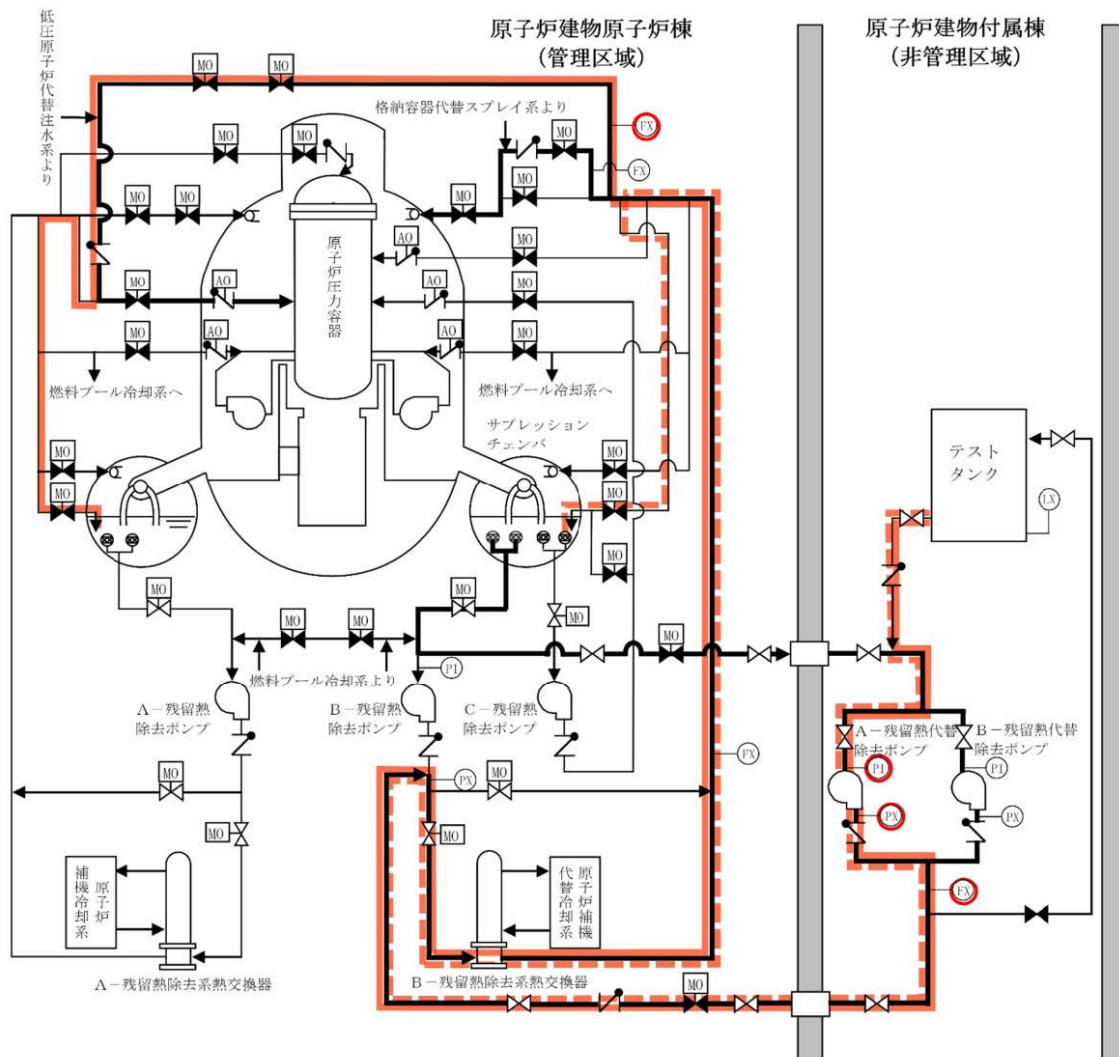 原子炉建物原子炉棟
(管理区域)
原子炉建物付属棟
(非管理区域)
低圧原子炉代替
注水系より
MO
MO
格納容器代替スプレイ系より
FX
MO
MO
MO
FX
MO
MO
MO
MO
AO
MO
原子炉圧力容器
MO
AO
AO
MO
MO
AO
AO
MO
燃料プール冷却系へ
燃料プール冷却系へ
サプレッション
チェンバ
テスト
タンク
MO
MO
MO
MO
LX
MO
MO
MO
MO
MO
MO
MO
燃料プール冷却系より
PI
A-残留熱
除去ポンプ
B-残留熱
除去ポンプ
C-残留熱
除去ポンプ
A-残留熱代替
除去ポンプ
B-残留熱代替
除去ポンプ
FX
PI
PI
MO
PX
MO
PX
PX
MO
MO
原子炉
補機冷却系
原子炉補機
代替冷却系
FX
A-残留熱除去系熱交換器
B-残留熱除去系熱交換器
MO